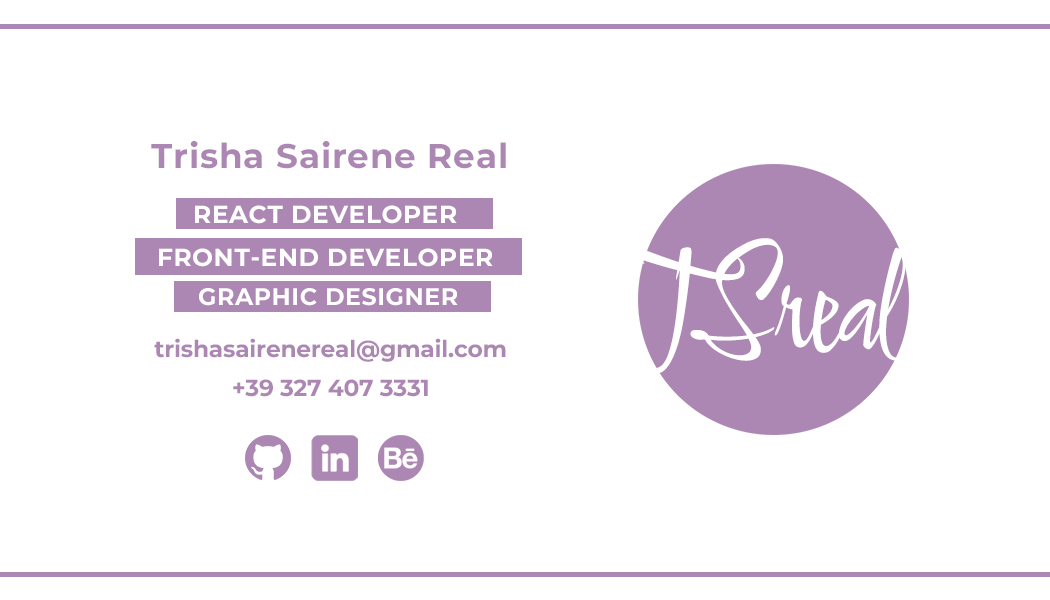 Trisha Sairene Real
REACT DEVELOPER
FRONT-END DEVELOPER
GRAPHIC DESIGNER
trishasairenereal@gmail.com
+39 327 407 3331
in
Bē
TSreal